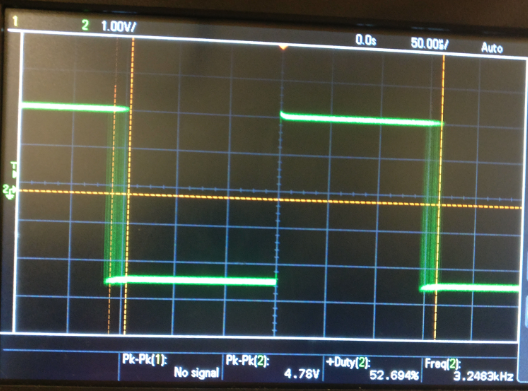 1 2 1.00V/ 0.0s 50.00%/ Auto
T
2
Pk-Pk(1): Pk-Pk(2): +Duty(2): Freq(2):
No signal 4.76V 52.694% 3.2483kHz